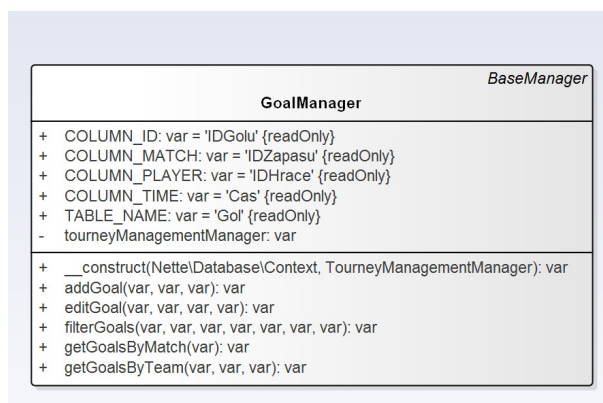 BaseManager
GoalManager
+ COLUMN_ID: var = 'IDGolu' {readOnly}
+ COLUMN_MATCH: var = 'IDZapasu' {readOnly}
+ COLUMN_PLAYER: var = 'IDHrace' {readOnly}
+ COLUMN_TIME: var = 'Cas' {readOnly}
+ TABLE_NAME: var = 'Gol' {readOnly}
- tourneyManagementManager: var
+ __construct(Nette\Database\Context, TourneyManagementManager): var
+ addGoal(var, var, var): var
+ editGoal(var, var, var): var
+ filterGoals(var, var, var, var, var, var, var): var
+ getGoalsByMatch(var): var
+ getGoalsByTeam(var, var, var): var